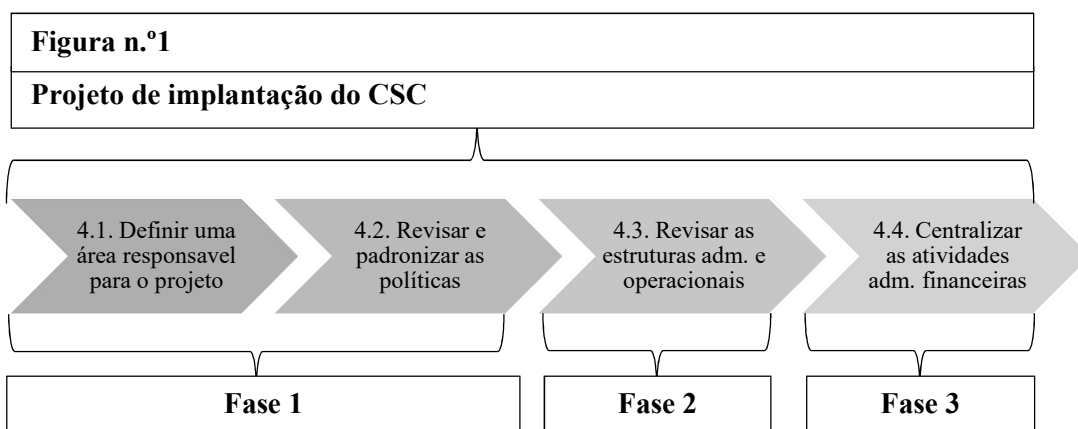 Figura n.º1
Projeto de implantação do CSC
4.1. Definir uma
área responsavel
para o projeto
4.2. Revisar e
padronizar as
políticas
4.3. Revisar as
estruturas adm. e
operacionais
4.4. Centralizar
as atividades
adm. financeiras
Fase 1
Fase 2
Fase 3